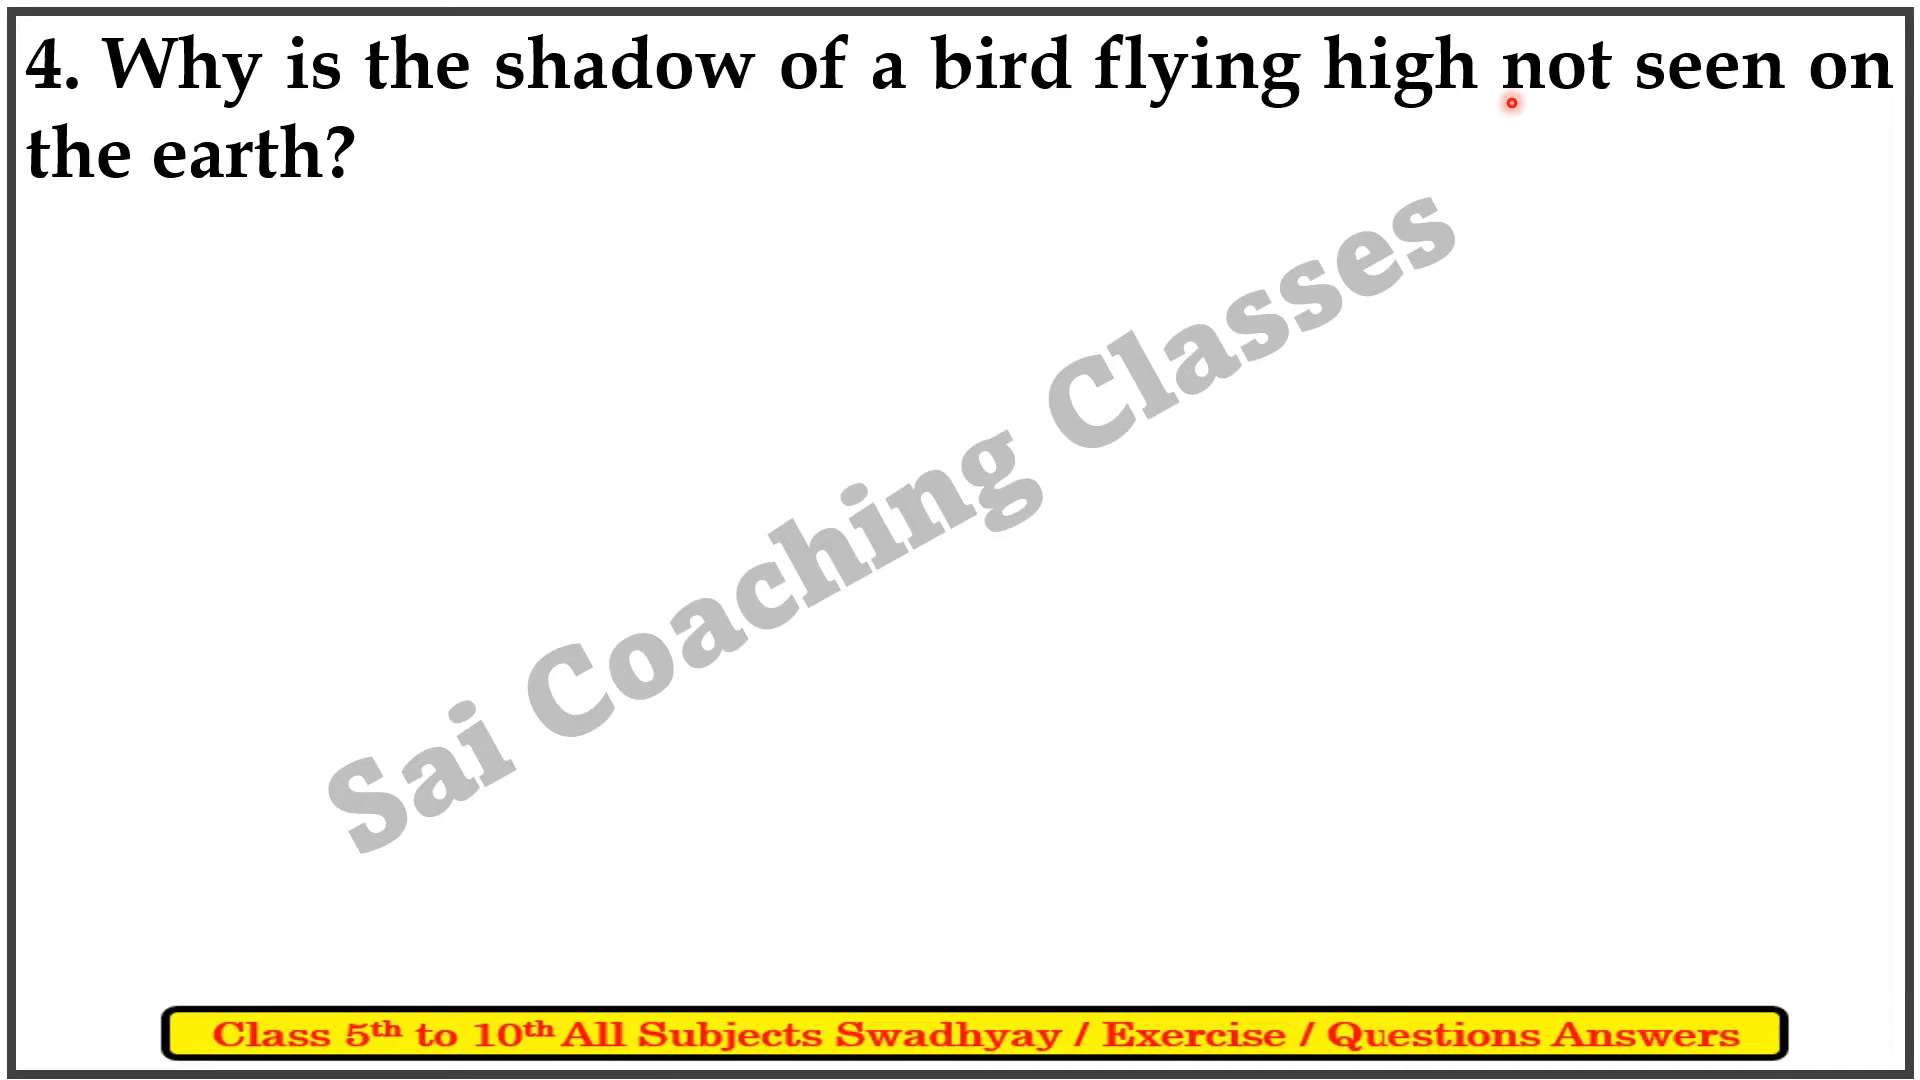 4. Why is the shadow of a bird flying high not seen on
the earth?
Sai Coaching Classes
Class 5th to 10th All Subjects Swadhyay / Exercise / Questions Answers